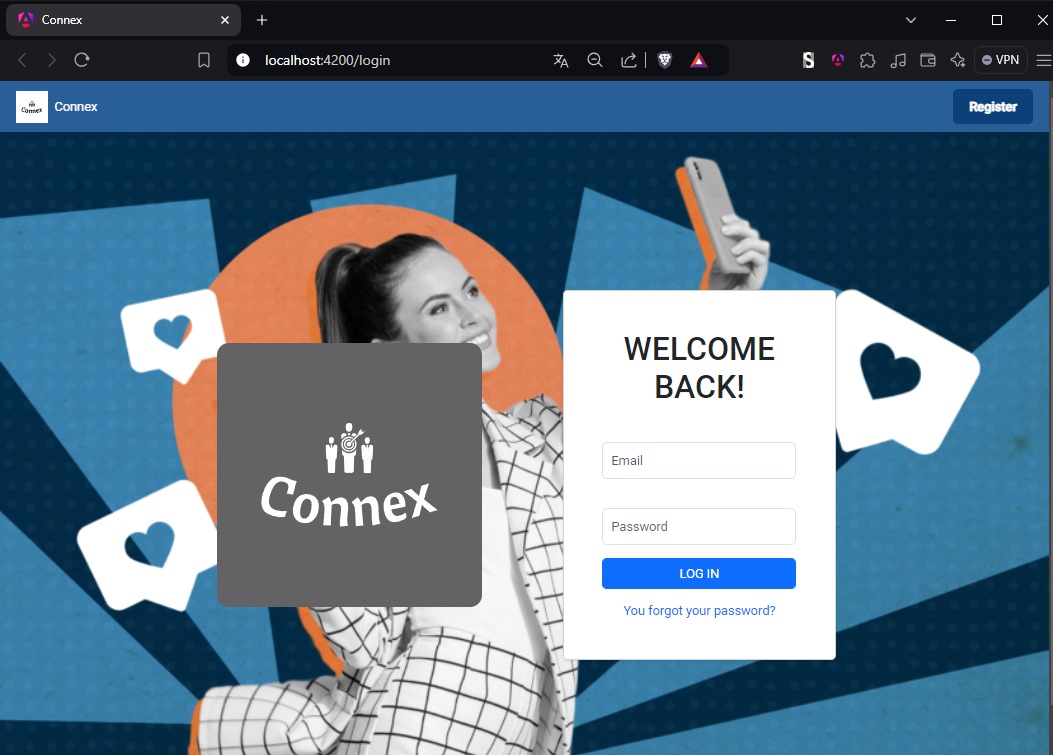 Connex
localhost:4200/login
VPN
Connex
Connex
Register
WELCOME
BACK!
Email
Connex
Password
LOG IN
You forgot your password?